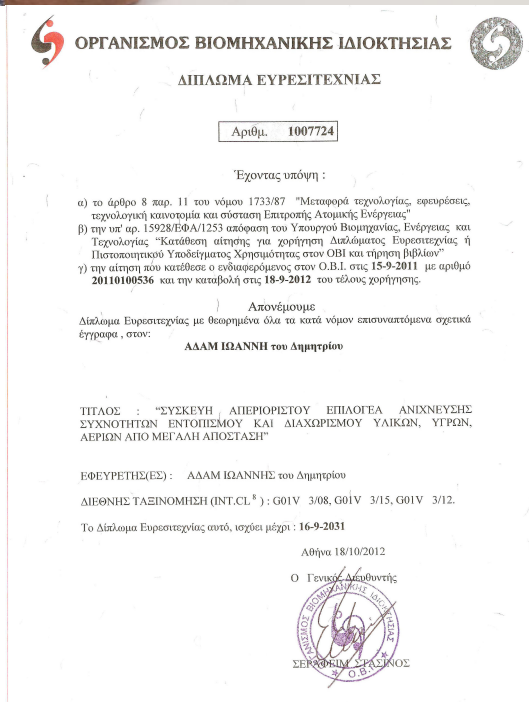 ΟΡΓΑΝΙΣΜΟΣ ΒΙΟΜΗΧΑΝΙΚΗΣ ΙΔΙΟΚΤΗΣΙΑΣ
ΔΙΠΛΩΜΑ ΕΥΡΕΣΙΤΕΧΝΙΑΣ
Αριθμ. 1007724
Έχοντας υπόψη :
α) το άρθρο 8 παρ. 11 του νόμου 1733/87 "Μεταφορά τεχνολογίας, εφευρέσεις,
τεχνολογική καινοτομία και σύσταση Επιτροπής Ατομικής Ενέργειας"
β) την υπ' αρ. 15928/ΕΦΑ/1253 απόφαση του Υπουργού Βιομηχανίας, Ενέργειας και
Τεχνολογίας “Κατάθεση αίτησης για χορήγηση Διπλώματος Ευρεσιτεχνίας ή
Πιστοποιητικού Υποδείγματος Χρησιμότητας στον ΟΒΙ και τήρηση βιβλίων”
γ) την αίτηση που κατέθεσε ο ενδιαφερόμενος στον Ο.Β.Ι. στις 15-9-2011 με αριθμό
20110100536 και την καταβολή στις 18-9-2012 του τέλους χορήγησης.
Απονέμουμε
Δίπλωμα Ευρεσιτεχνίας με θεωρημένα όλα τα κατά νόμον επισυναπτόμενα σχετικά
έγγραφα , στον:
ΑΔΑΜ ΙΩΑΝΝΗ του Δημητρίου
ΤΙΤΛΟΣ : “ΣΥΣΚΕΥΗ ΑΠΕΡΙΟΡΙΣΤΟΥ ΕΠΙΛΟΓΕΑ ΑΝΙΧΝΕΥΣΗΣ
ΣΥΧΝΟΤΗΤΩΝ ΕΝΤΟΠΙΣΜΟΥ ΚΑΙ ΔΙΑΧΩΡΙΣΜΟΥ ΥΛΙΚΩΝ, ΥΓΡΩΝ,
ΑΕΡΙΩΝ ΑΠΟ ΜΕΓΑΛΗ ΑΠΟΣΤΑΣΗ”
ΕΦΕΥΡΕΤΗΣ(ΕΣ) : ΑΔΑΜ ΙΩΑΝΝΗΣ του Δημητρίου
ΔΙΕΘΝΗΣ ΤΑΞΙΝΟΜΗΣΗ (INT.CL 8 ) : G01V 3/08, G01V 3/15, G01V 3/12.
Το Δίπλωμα Ευρεσιτεχνίας αυτό, ισχύει μέχρι : 16-9-2031
Αθήνα 18/10/2012
Ο Γενικός Διευθυντής
ΟΡΓΑΝΙΣΜΟΣ ΒΙΟΜΗΧΑΝΙΚΗΣ ΙΔΙΟΚΤΗΣΙΑΣ
Ο.Β.Ι.
ΣΕΡΑΦΕΙΜ ΣΤΑΣΙΝΟΣ